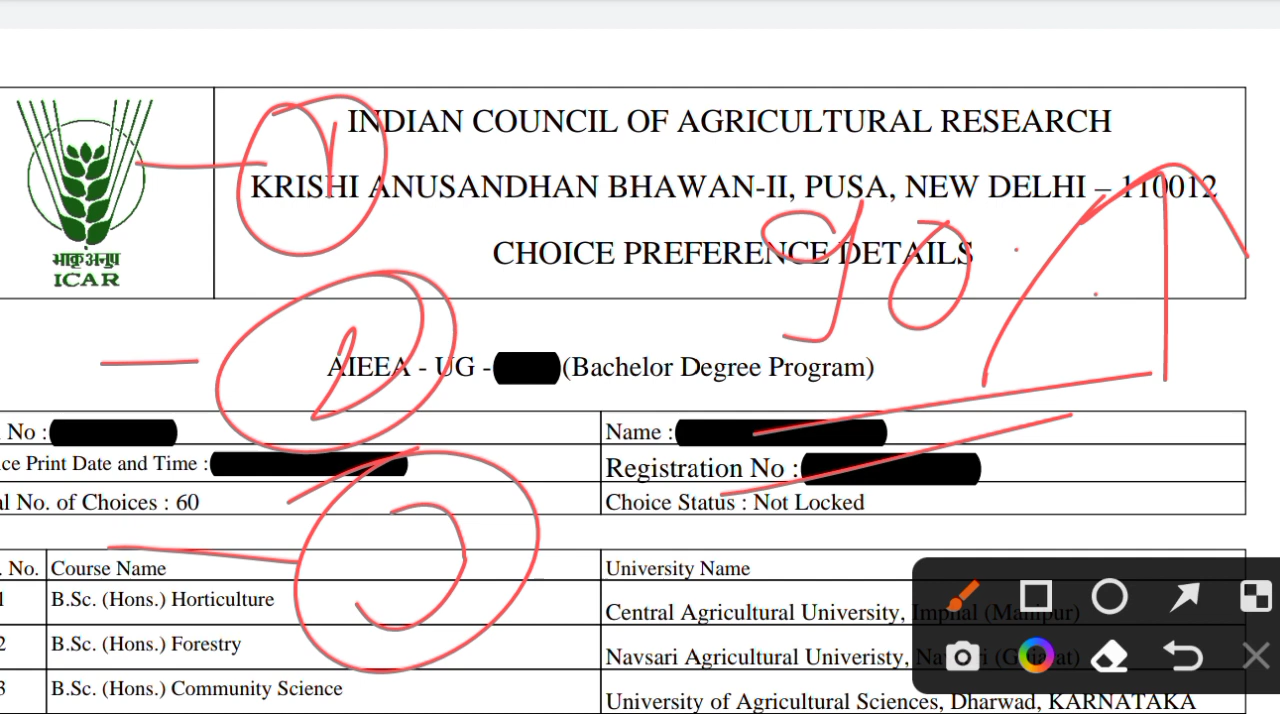 INDIAN COUNCIL OF AGRICULTURAL RESEARCH
KRISHI ANUSANDHAN BHAWAN-II, PUSA, NEW DELHI – 110012
CHOICE PREFERENCE DETAILS
भाकृअनुप
ICAR
1
90
2
3
AIEEA - UG - (Bachelor Degree Program)
No :
Name :
ce Print Date and Time :
Registration No :
al No. of Choices : 60
Choice Status : Not Locked
. No. Course Name University Name
1 B.Sc. (Hons.) Horticulture Central Agricultural University, Imphal (Manipur)
2 B.Sc. (Hons.) Forestry Navsari Agricultural Univeristy, Navsari (Gujarat)
3 B.Sc. (Hons.) Community Science University of Agricultural Sciences, Dharwad, KARNATAKA